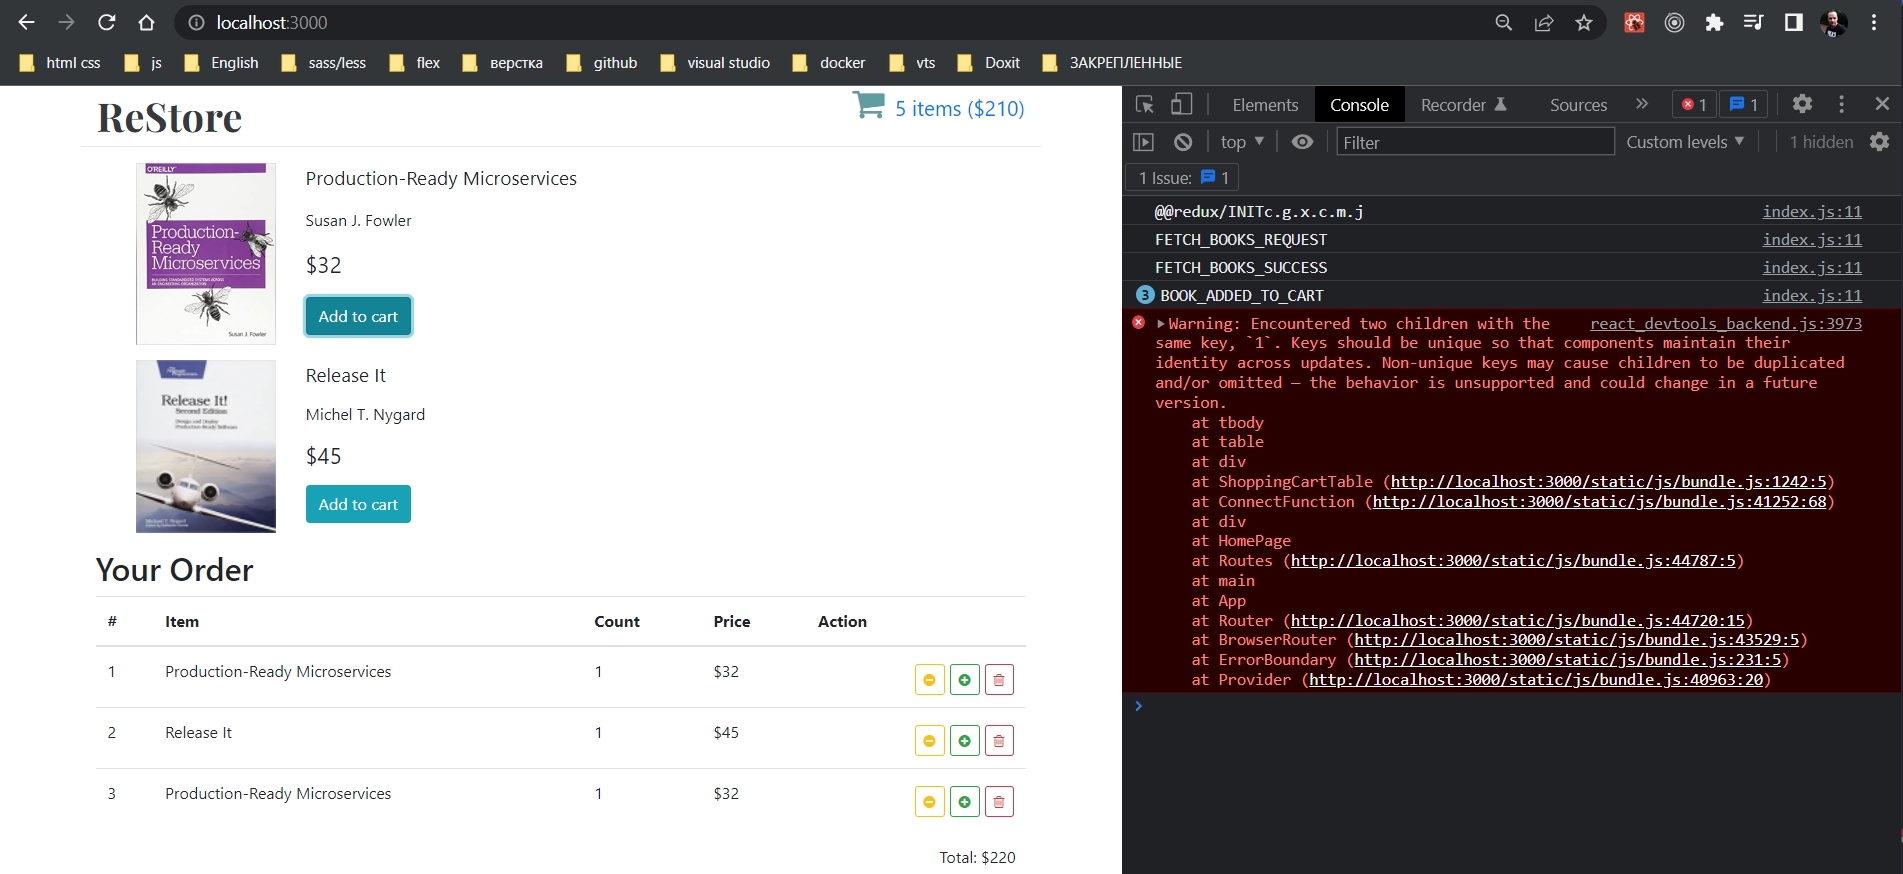 localhost:3000
html css
js
English
sass/less
flex
верстка
github
visual studio
docker
vts
Doxit
ЗАКРЕПЛЕННЫЕ
ReStore
5 items ($210)
O'REILLY
Production-
Ready
Microservices
Susan J. Fowler
Production-Ready Microservices
Susan J. Fowler
$32
Add to cart
Release It!
Second Edition
Release It
Michel T. Nygard
$45
Add to cart
Your Order
# Item Count Price Action
1 Production-Ready Microservices 1 $32
2 Release It 1 $45
3 Production-Ready Microservices 1 $32
Total: $220
Elements Console Recorder Sources » 1 1
top Filter Custom levels 1 hidden
1 Issue: 1
@@redux/INITc.g.x.c.m.j index.js:11
FETCH_BOOKS_REQUEST index.js:11
FETCH_BOOKS_SUCCESS index.js:11
3 BOOK_ADDED_TO_CART index.js:11
Warning: Encountered two children with the react_devtools_backend.js:3973
same key, `1`. Keys should be unique so that components maintain their
identity across updates. Non-unique keys may cause children to be duplicated
and/or omitted — the behavior is unsupported and could change in a future
version.
at tbody
at table
at div
at ShoppingCartTable (http://localhost:3000/static/js/bundle.js:1242:5)
at ConnectFunction (http://localhost:3000/static/js/bundle.js:41252:68)
at div
at HomePage
at Routes (http://localhost:3000/static/js/bundle.js:44787:5)
at main
at App
at Router (http://localhost:3000/static/js/bundle.js:44720:15)
at BrowserRouter (http://localhost:3000/static/js/bundle.js:43529:5)
at ErrorBoundary (http://localhost:3000/static/js/bundle.js:231:5)
at Provider (http://localhost:3000/static/js/bundle.js:40963:20)